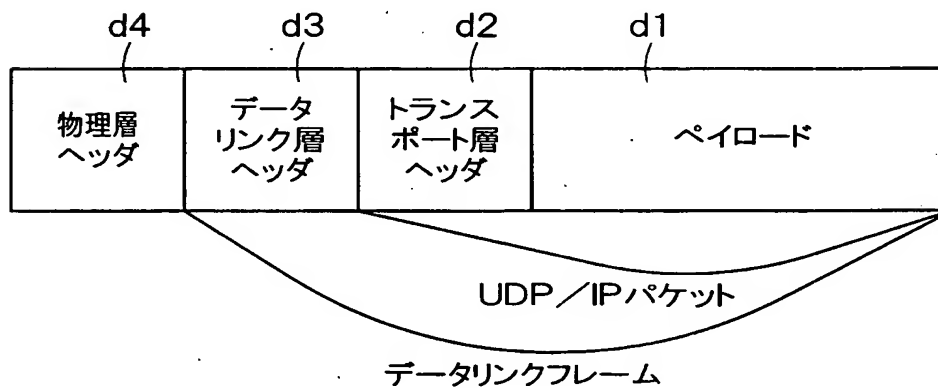 d4 d3 d2 d1
物理層
ヘッダ
データ
リンク層
ヘッダ
トランス
ポート層
ヘッダ
ペイロード
UDP/IPパケット
データリンクフレーム